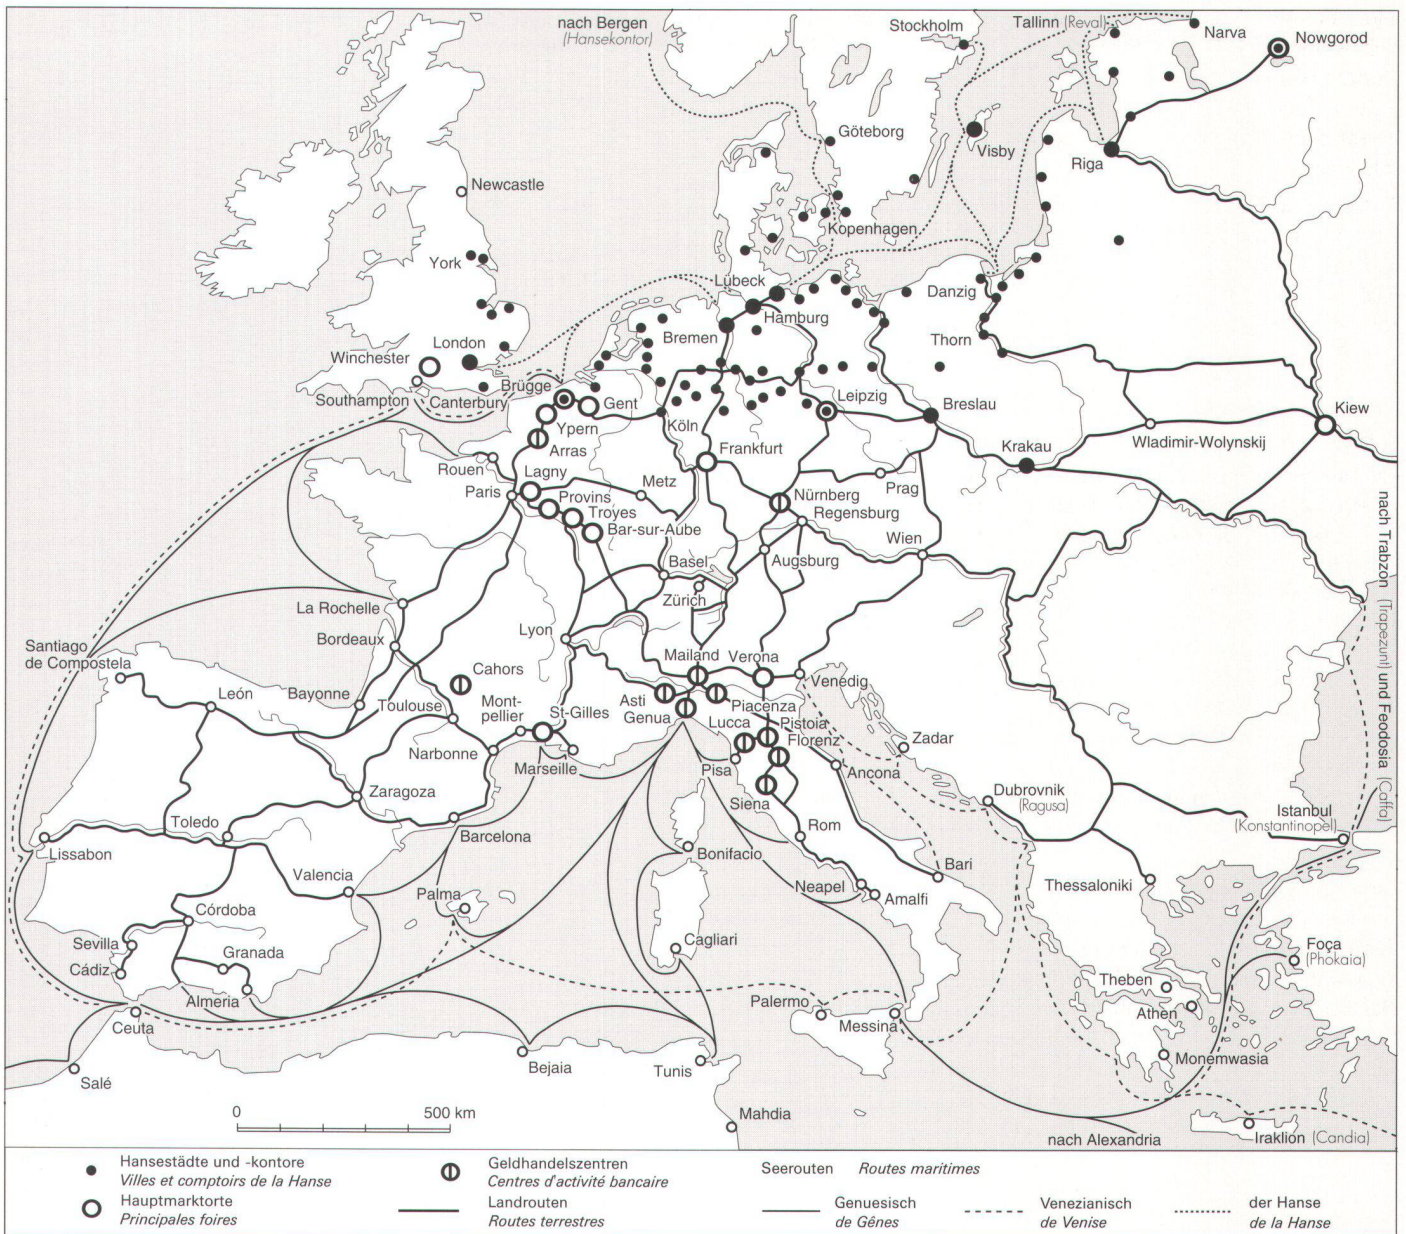 nach Bergen
(Hansekontor)
Stockholm
Tallinn (Reval)
Narva
Nowgorod
Göteborg
Visby
Riga
Newcastle
Kopenhagen
York
Lübeck
Danzig
Hamburg
Bremen
Thorn
London
Winchester
Brügge
Southampton
Canterbury
Gent
Leipzig
Breslau
Kiew
Ypern
Köln
Wladimir-Wolynskij
Arras
Frankfurt
Krakau
Rouen
Lagny
Metz
Prag
Paris
Provins
Nürnberg
Troyes
Regensburg
Bar-sur-Aube
Wien
Basel
Augsburg
nach Trabzon (Trapezunt) und Feodosia (Caffa)
Zürich
La Rochelle
Lyon
Bordeaux
Santiago
de Compostela
Mailand
Verona
Cahors
Venedig
León
Bayonne
Toulouse
Mont-
pellier
St-Gilles
Asti
Genua
Piacenza
Lucca
Pistoia
Florenz
Zadar
Narbonne
Marseille
Pisa
Ancona
Zaragoza
Siena
Dubrovnik
(Ragusa)
Istanbul
(Konstantinopel)
Toledo
Barcelona
Rom
Lissabon
Bonifacio
Valencia
Bari
Palma
Neapel
Amalfi
Thessaloniki
Córdoba
Sevilla
Granada
Cagliari
Foça
(Phokaia)
Cádiz
Theben
Almeria
Palermo
Athen
Ceuta
Messina
Monemwasia
Bejaia
Tunis
Salé
0 500 km
Mahdia
nach Alexandria
Iraklion (Candia)
Hansestädte und -kontore
Villes et comptoirs de la Hanse
Hauptmarktorte
Principales foires
Geldhandelszentren
Centres d'activité bancaire
Landrouten
Routes terrestres
Seerouten Routes maritimes
Genuesisch
de Gênes
Venezianisch
de Venise
der Hanse
de la Hanse